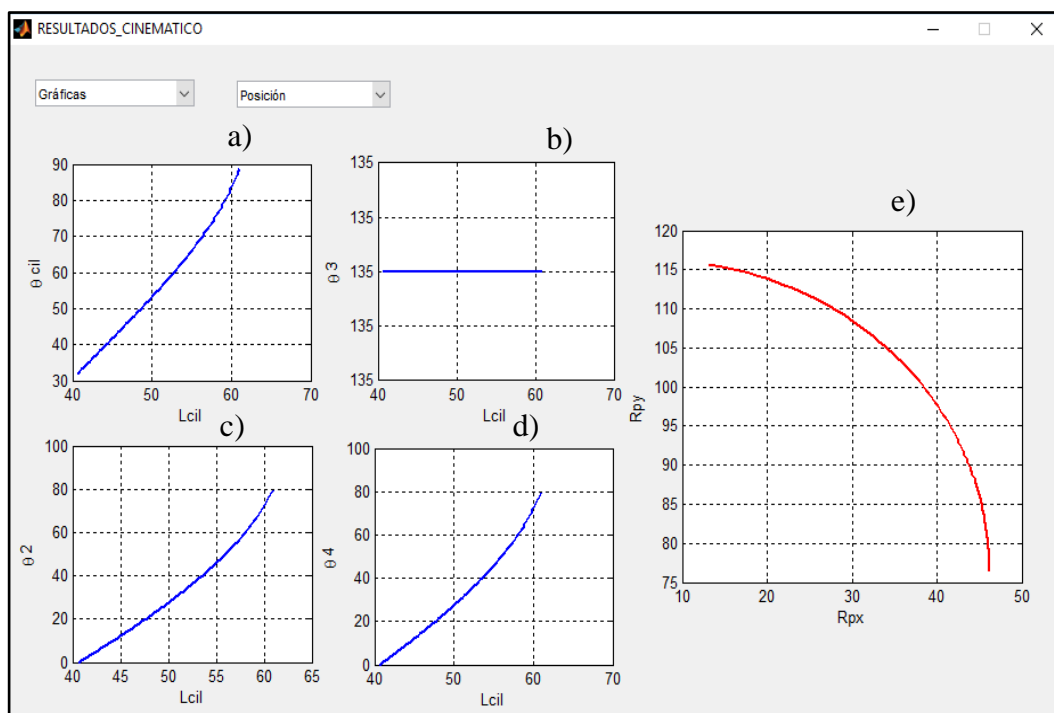 RESULTADOS_CINEMATICO
Gráficas
Posición
a)
90
80
70
60
50
40
30
θ cil
40 50 60 70
Lcil
b)
135
135
135
135
135
θ 3
40 50 60 70
Lcil
c)
100
80
60
40
20
0
θ 2
40 45 50 55 60 65
Lcil
d)
100
80
60
40
20
0
θ 4
40 50 60 70
Lcil
e)
120
115
110
105
100
95
90
85
80
75
Rpy
10 20 30 40 50
Rpx